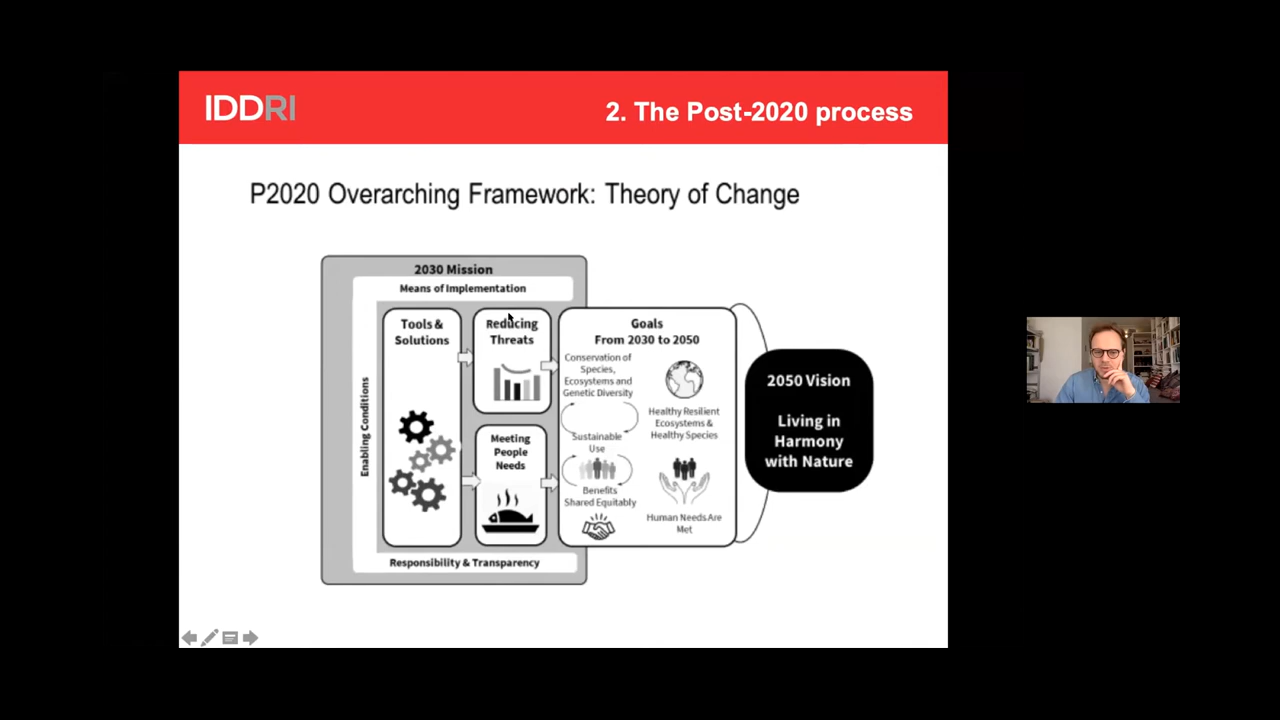 IDDRI
2. The Post-2020 process
P2020 Overarching Framework: Theory of Change
2030 Mission
Means of Implementation
Enabling Conditions
Tools &
Solutions
Reducing
Threats
Meeting
People
Needs
Goals
From 2030 to 2050
Conservation of
Species,
Ecosystems and
Genetic Diversity
Sustainable
Use
Benefits
Shared Equitably
Healthy Resilient
Ecosystems &
Healthy Species
Human Needs Are
Met
2050 Vision
Living in
Harmony
with Nature
Responsibility & Transparency